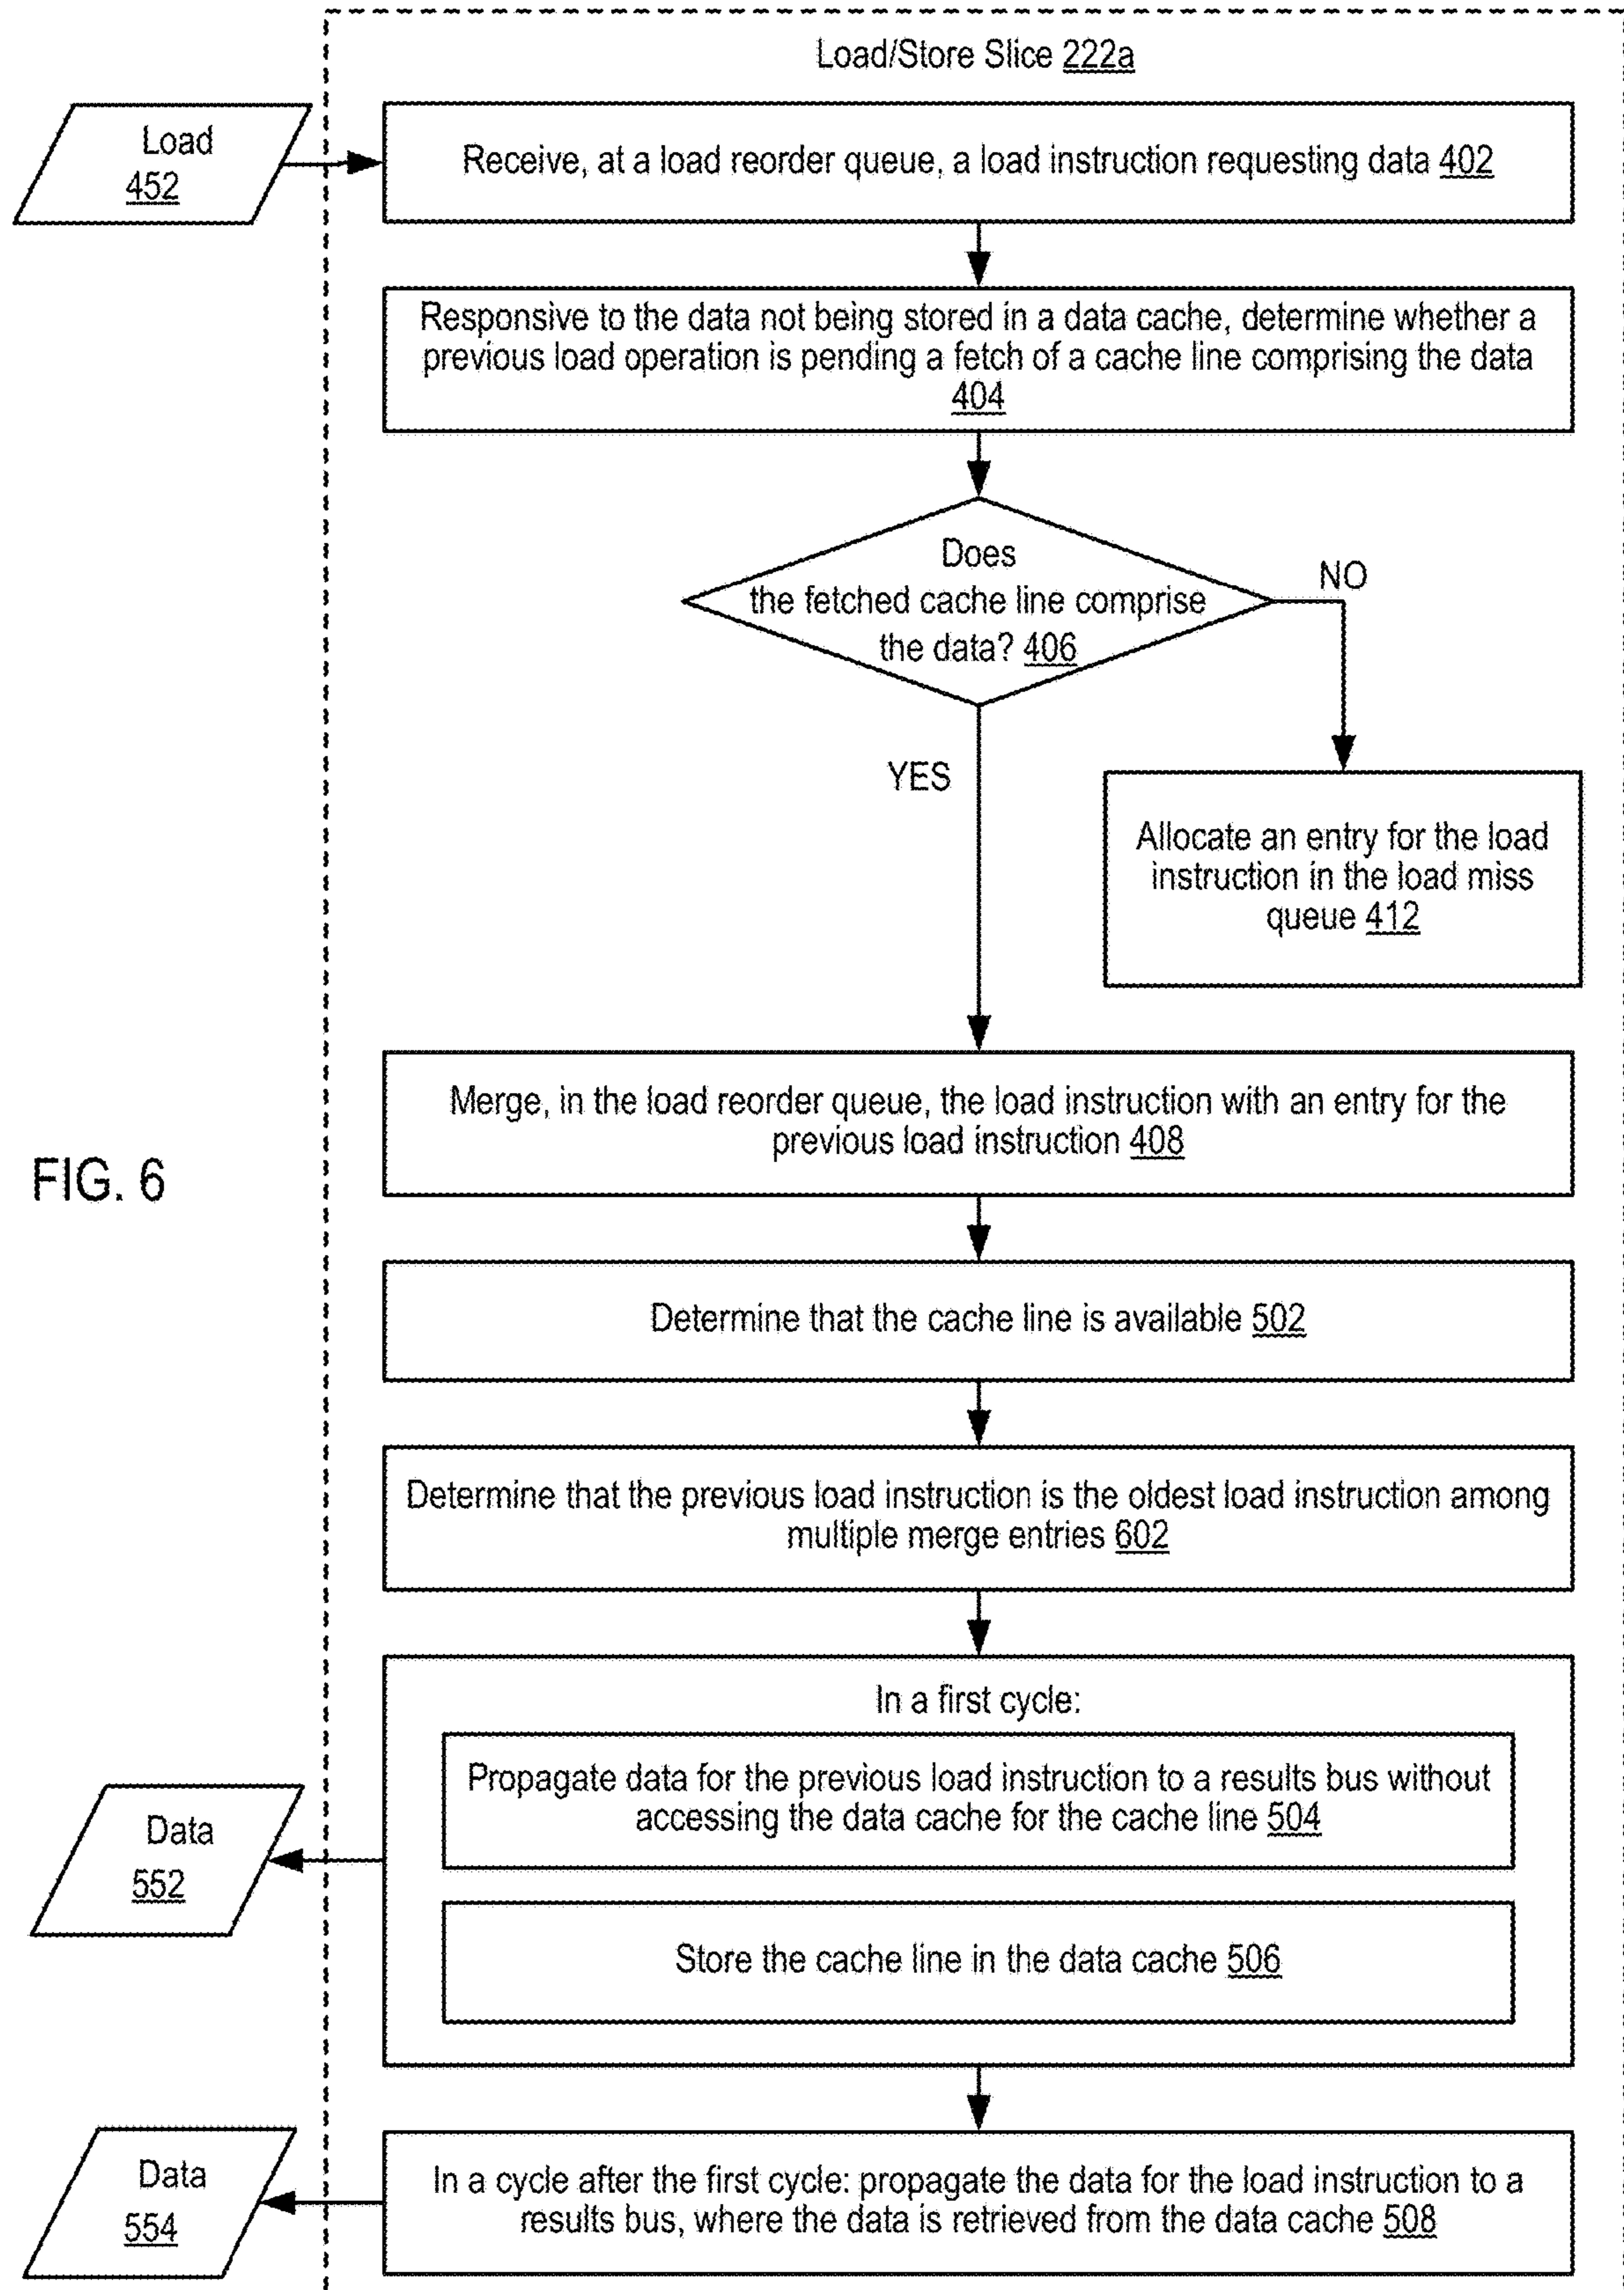 Load/Store Slice 222a
Load
452
Receive, at a load reorder queue, a load instruction requesting data 402
Responsive to the data not being stored in a data cache, determine whether a
previous load operation is pending a fetch of a cache line comprising the data
404
Does
the fetched cache line comprise
the data? 406
NO
YES
Allocate an entry for the load
instruction in the load miss
queue 412
Merge, in the load reorder queue, the load instruction with an entry for the
previous load instruction 408
FIG. 6
Determine that the cache line is available 502
Determine that the previous load instruction is the oldest load instruction among
multiple merge entries 602
In a first cycle:
Propagate data for the previous load instruction to a results bus without
accessing the data cache for the cache line 504
Data
552
Store the cache line in the data cache 506
Data
554
In a cycle after the first cycle: propagate the data for the load instruction to a
results bus, where the data is retrieved from the data cache 508